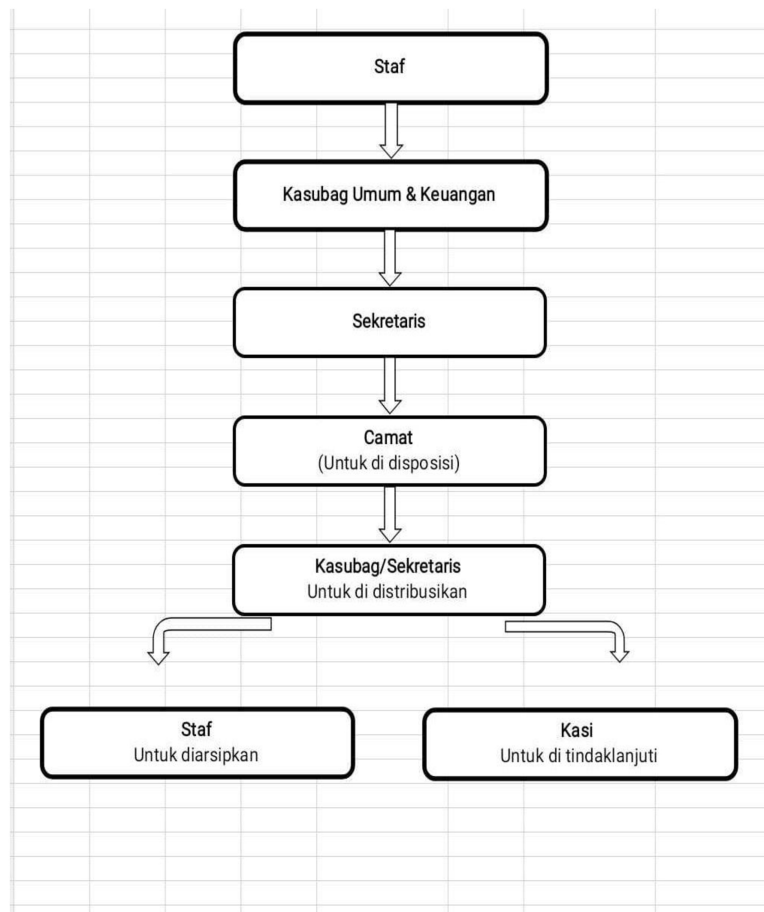 Staf
Kasubag Umum & Keuangan
Sekretaris
Camat
(Untuk di disposisi)
Kasubag/Sekretaris
Untuk di distribusikan
Staf
Untuk diarsipkan
Kasi
Untuk di tindaklanjuti